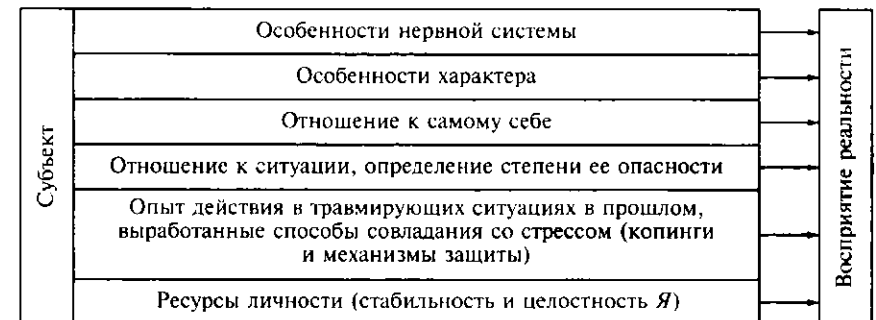 Субъект
Особенности нервной системы
Особенности характера
Отношение к самому себе
Отношение к ситуации, определение степени ее опасности
Опыт действия в травмирующих ситуациях в прошлом,
выработанные способы совладания со стрессом (копинги
и механизмы защиты)
Ресурсы личности (стабильность и целостность Я)
Восприятие реальности